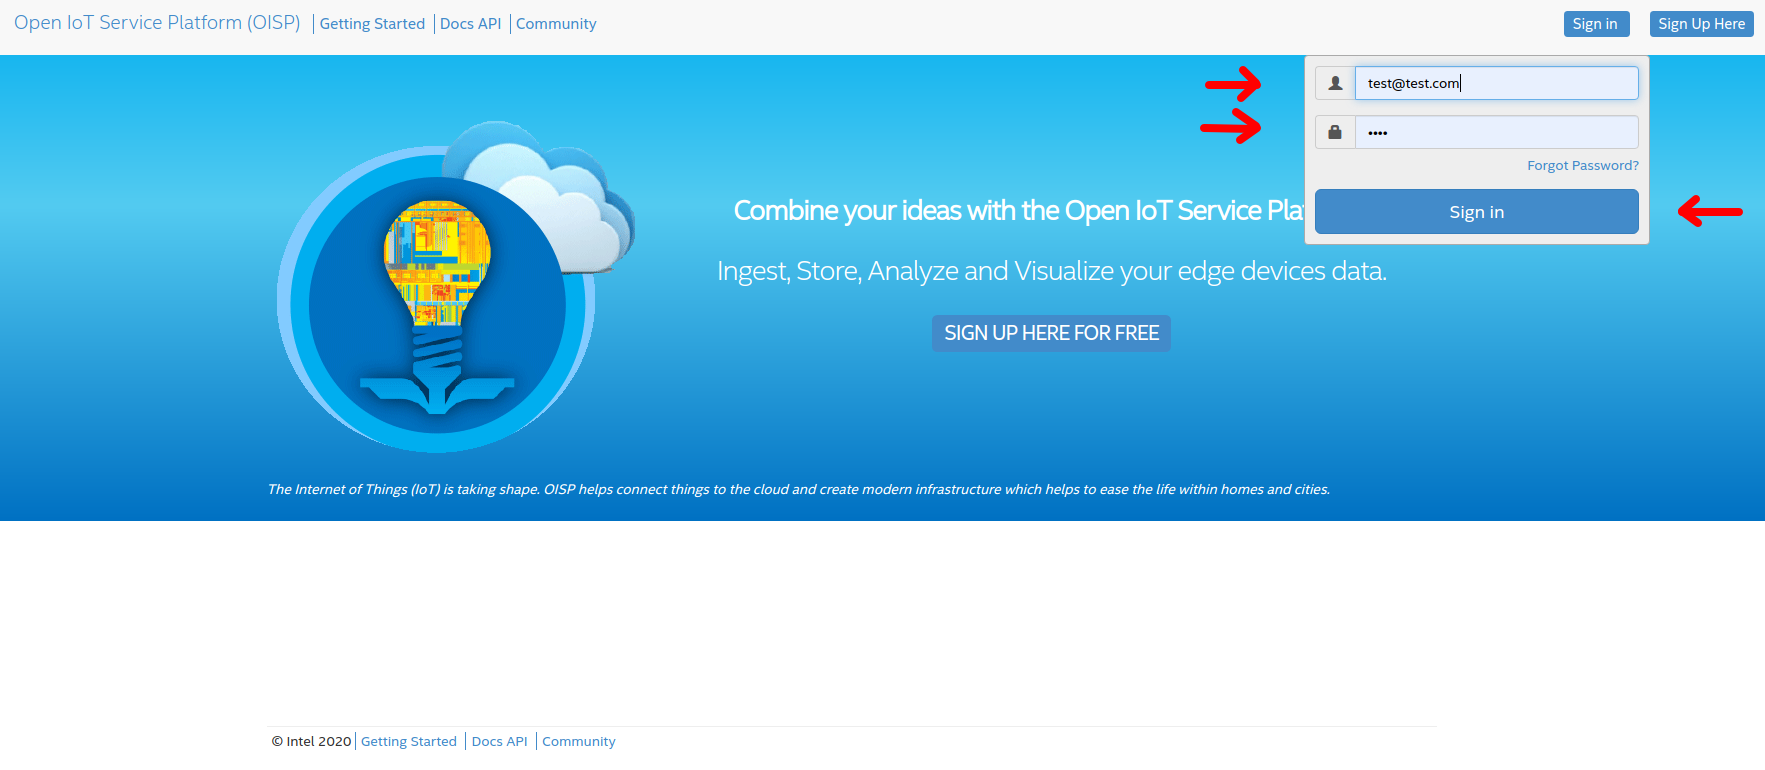 Open IoT Service Platform (OISP) Getting Started Docs API Community Sign in Sign Up Here
test@test.com
••••
Forgot Password?
Sign in
Combine your ideas with the Open IoT Service Pla
Ingest, Store, Analyze and Visualize your edge devices data.
SIGN UP HERE FOR FREE
The Internet of Things (IoT) is taking shape. OISP helps connect things to the cloud and create modern infrastructure which helps to ease the life within homes and cities.
© Intel 2020 Getting Started Docs API Community